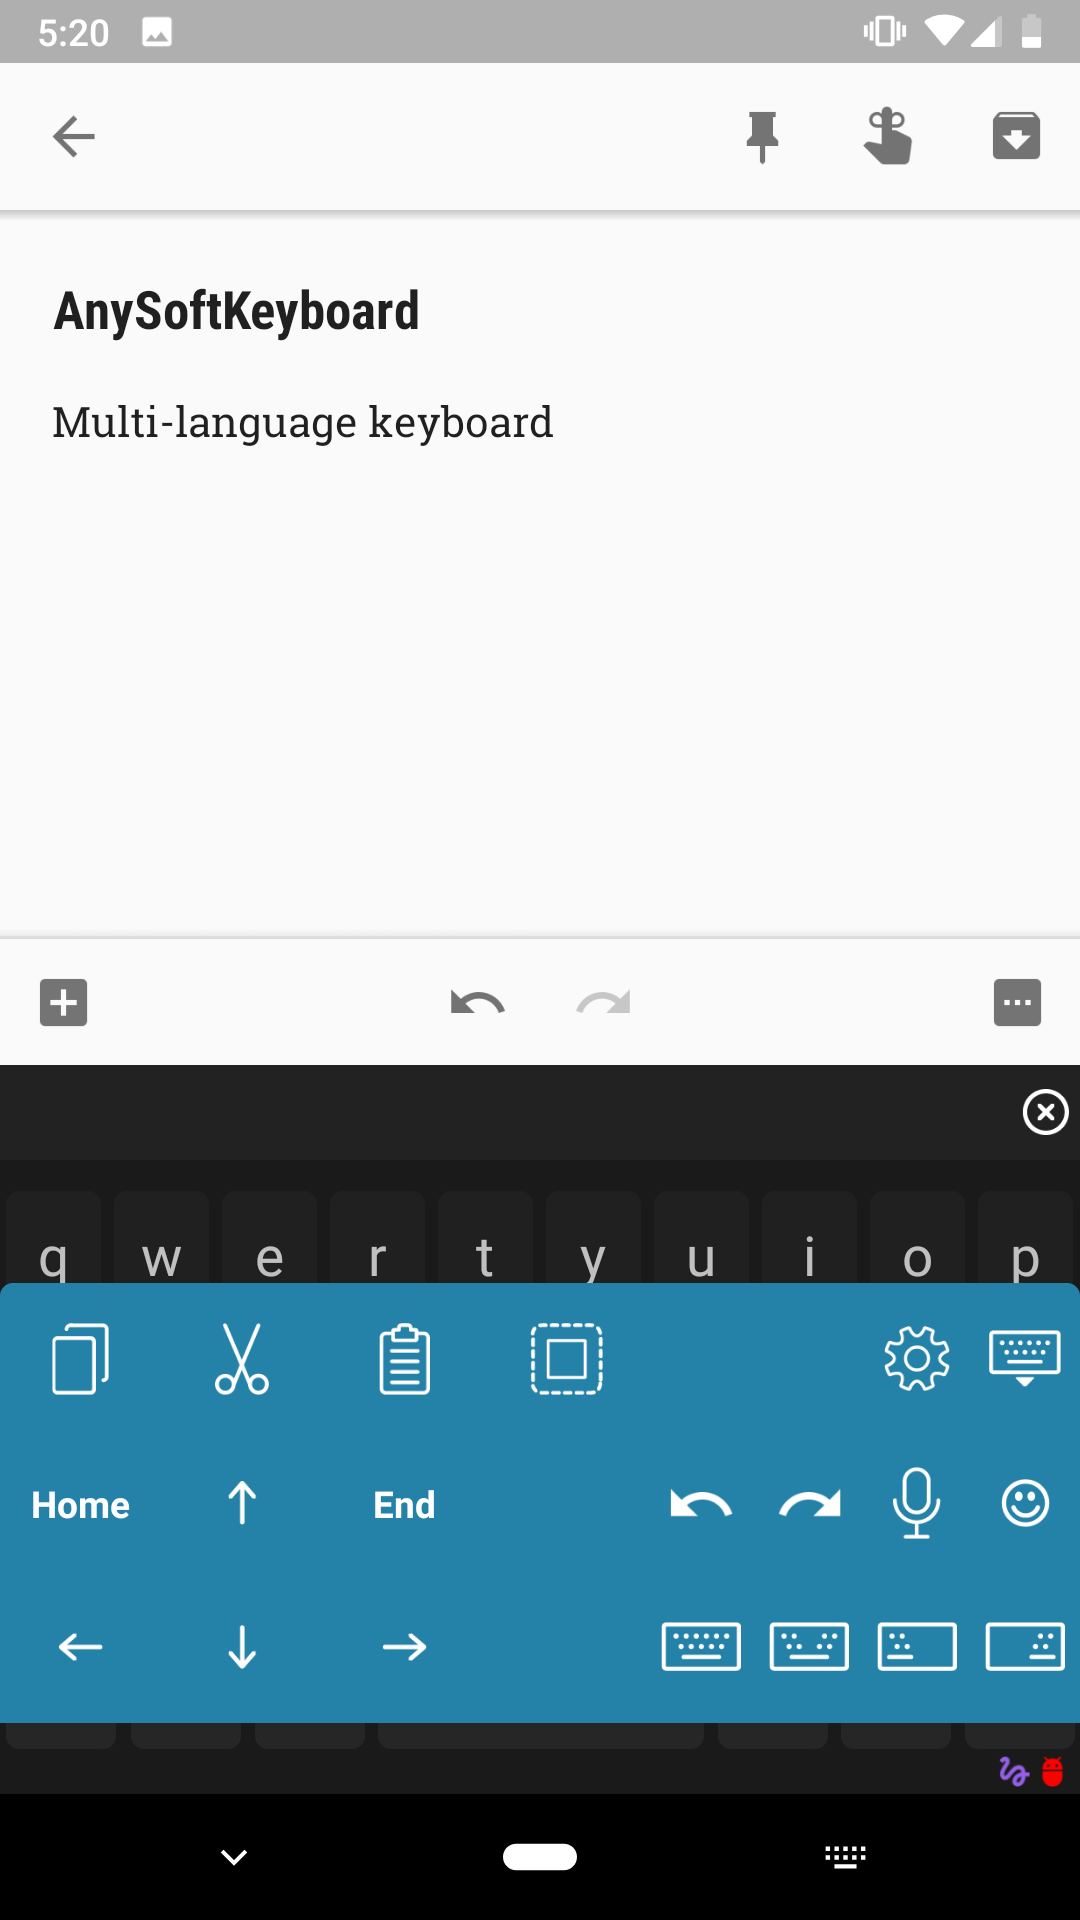 5:20
AnySoftKeyboard
Multi-language keyboard
q w e r t y u i o p
Home End